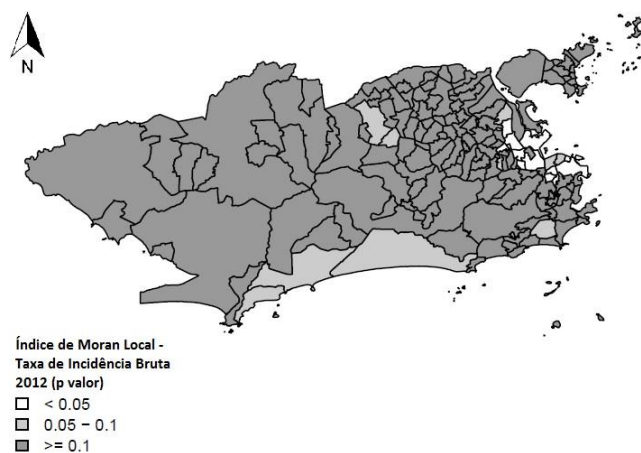 N
Índice de Moran Local -
Taxa de Incidência Bruta
2012 (p valor)
< 0.05
0.05 − 0.1
>= 0.1